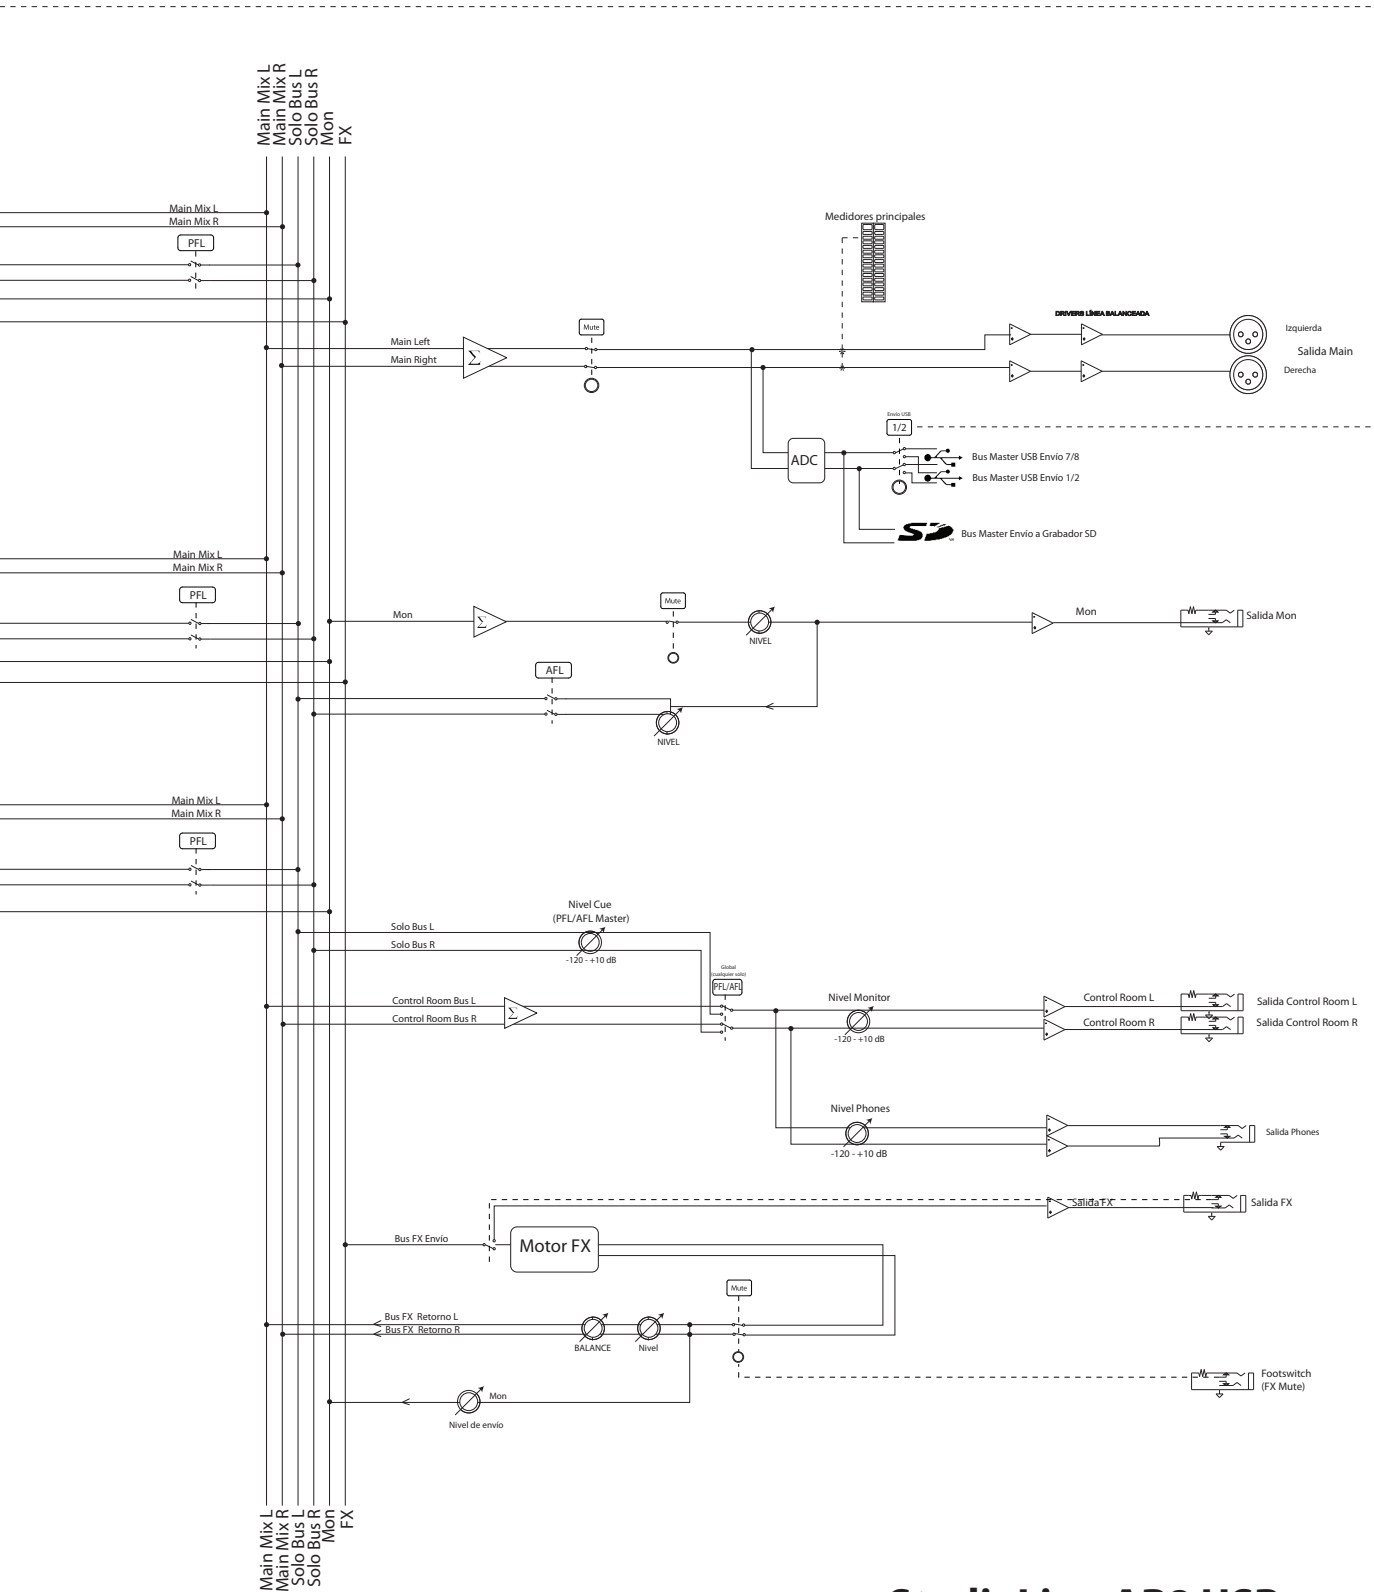 Main Mix L
Main Mix R
Solo Bus L
Solo Bus R
Mon
FX
Main Mix L
Main Mix R
PFL
Medidores principales
Mute
DRIVERS LÍNEA BALANCEADA
Main Left
Main Right
Σ
Izquierda
Salida Main
Derecha
Envío USB
1/2
ADC
Bus Master USB Envío 7/8
Bus Master USB Envío 1/2
SD
Bus Master Envío a Grabador SD
Main Mix L
Main Mix R
PFL
Mon
Σ
Mute
NIVEL
Mon
Salida Mon
AFL
NIVEL
Main Mix L
Main Mix R
PFL
Nivel Cue
(PFL/AFL Master)
Solo Bus L
Solo Bus R
-120 - +10 dB
Global
(cualquier solo)
PFL/AFL
Control Room Bus L
Control Room Bus R
Σ
Nivel Monitor
-120 - +10 dB
Control Room L
Control Room R
Salida Control Room L
Salida Control Room R
Nivel Phones
-120 - +10 dB
Salida Phones
Salida FX
Salida FX
Bus FX Envío
Motor FX
Mute
Bus FX Retorno L
Bus FX Retorno R
BALANCE
Nivel
Footswitch
(FX Mute)
Mon
Nivel de envío
Main Mix L
Main Mix R
Solo Bus L
Solo Bus R
Mon
FX